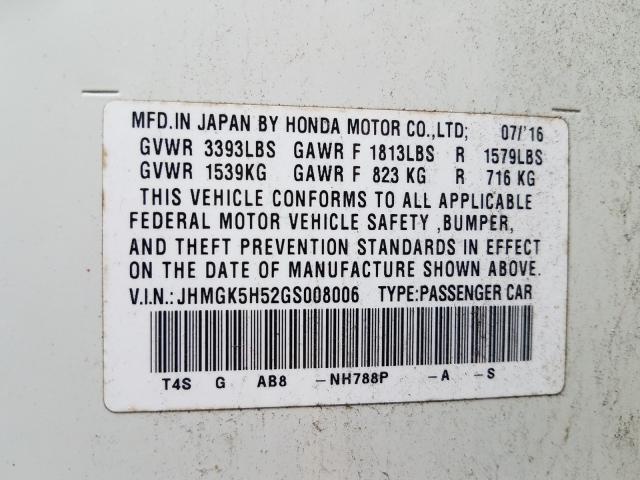 MFD.IN JAPAN BY HONDA MOTOR CO.,LTD; 07/'16
GVWR 3393LBS GAWR F 1813LBS R 1579LBS
GVWR 1539KG GAWR F 823 KG R 716 KG
THIS VEHICLE CONFORMS TO ALL APPLICABLE
FEDERAL MOTOR VEHICLE SAFETY ,BUMPER,
AND THEFT PREVENTION STANDARDS IN EFFECT
ON THE DATE OF MANUFACTURE SHOWN ABOVE.
V.I.N.:JHMGK5H52GS008006 TYPE:PASSENGER CAR
T4S G AB8 -NH788P -A -S